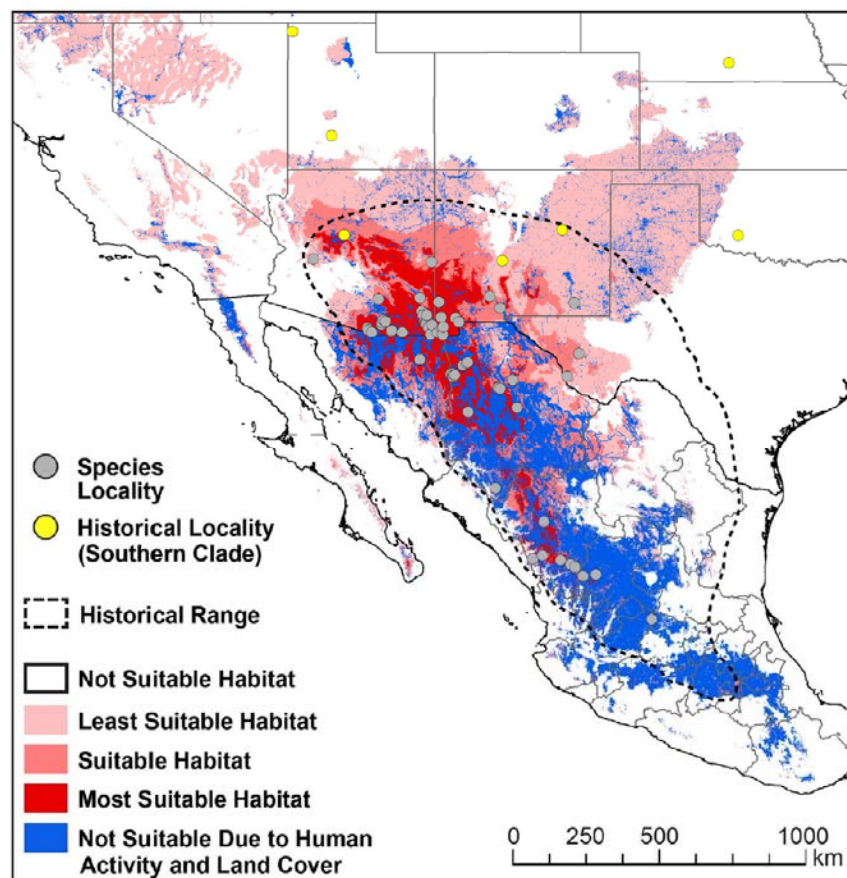 Species
Locality
Historical Locality
(Southern Clade)
Historical Range
Not Suitable Habitat
Least Suitable Habitat
Suitable Habitat
Most Suitable Habitat
Not Suitable Due to Human
Activity and Land Cover
0 250 500 1000
km